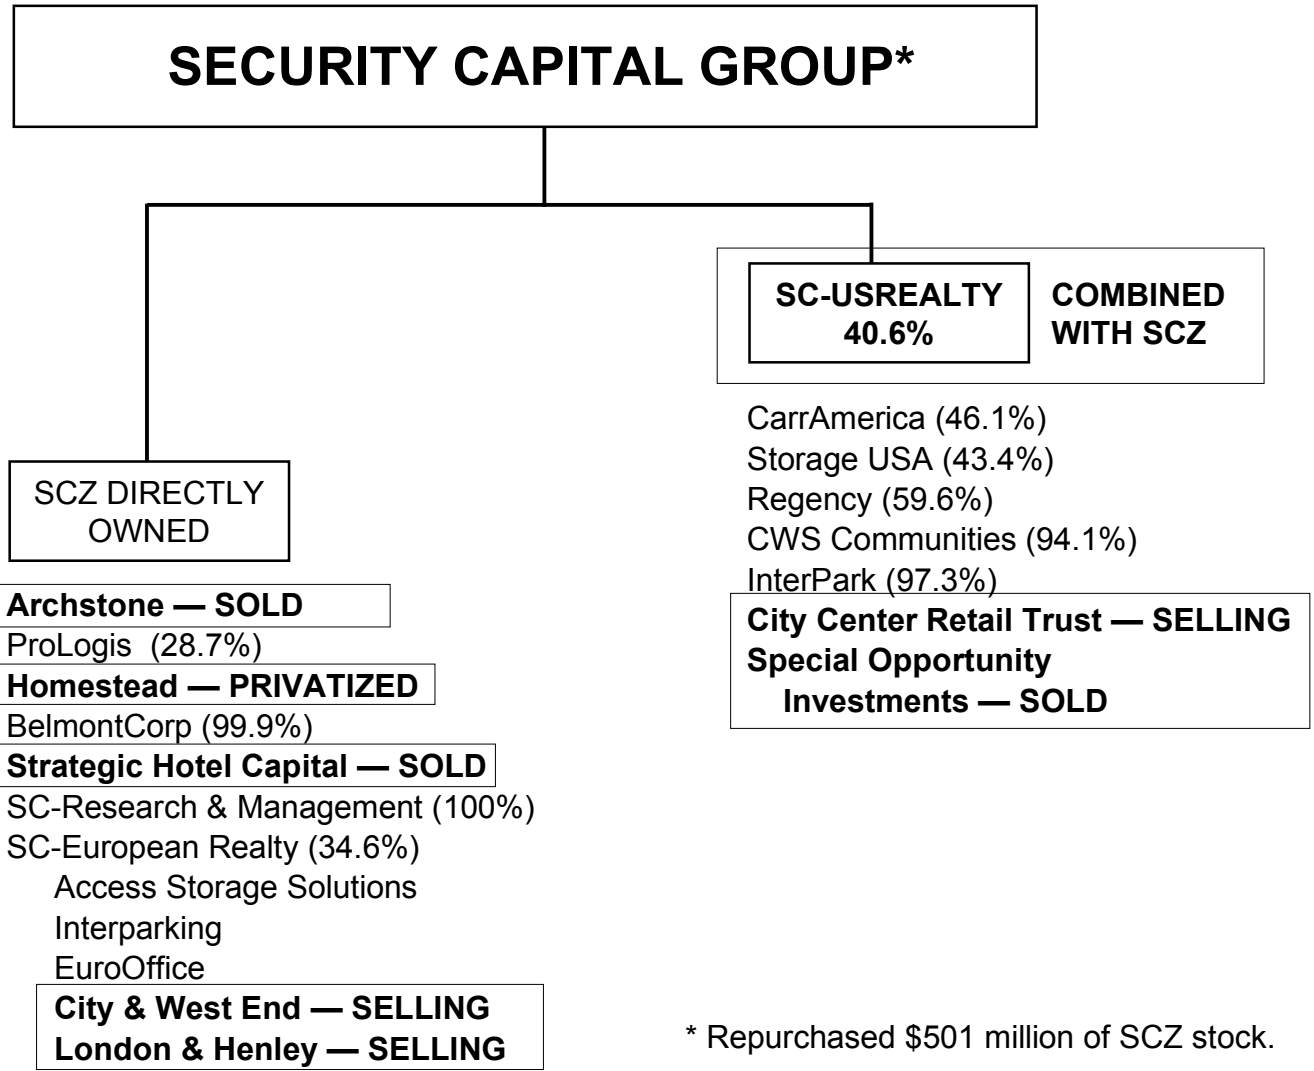 SECURITY CAPITAL GROUP*
SC-USREALTY
40.6%
COMBINED
WITH SCZ
CarrAmerica (46.1%)
Storage USA (43.4%)
Regency (59.6%)
CWS Communities (94.1%)
InterPark (97.3%)
City Center Retail Trust — SELLING
Special Opportunity
Investments — SOLD
SCZ DIRECTLY
OWNED
Archstone — SOLD
ProLogis (28.7%)
Homestead — PRIVATIZED
BelmontCorp (99.9%)
Strategic Hotel Capital — SOLD
SC-Research & Management (100%)
SC-European Realty (34.6%)
Access Storage Solutions
Interparking
EuroOffice
City & West End — SELLING
London & Henley — SELLING
* Repurchased $501 million of SCZ stock.